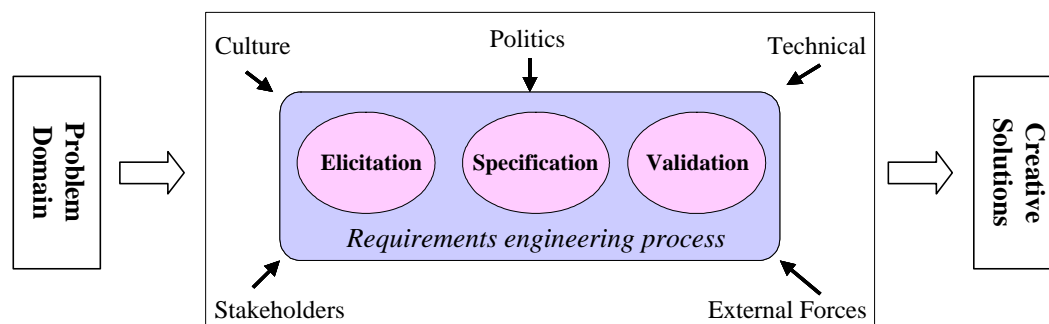 Problem
Domain
Culture
Politics
Technical
Elicitation
Specification
Validation
Requirements engineering process
Stakeholders
External Forces
Creative
Solutions